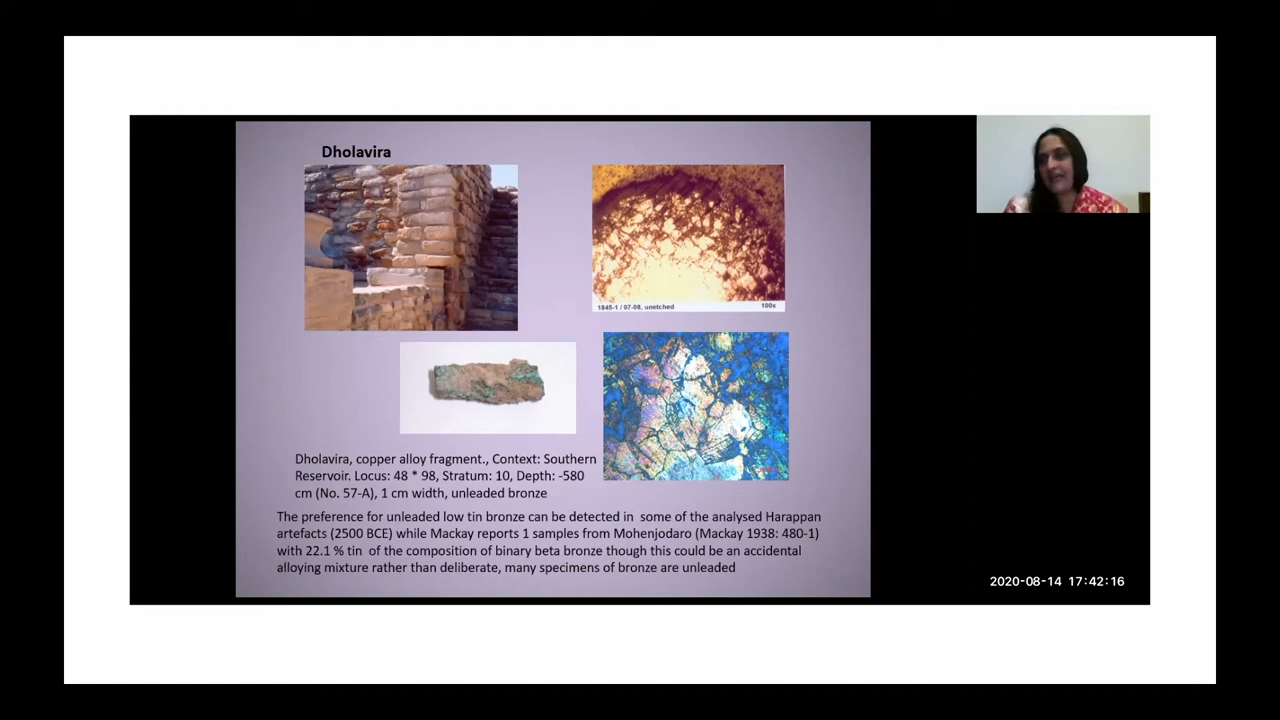 Dholavira
1845-1 / 07-08, unetched 100x
Dholavira, copper alloy fragment., Context: Southern
Reservoir. Locus: 48 * 98, Stratum: 10, Depth: -580
cm (No. 57-A), 1 cm width, unleaded bronze
The preference for unleaded low tin bronze can be detected in some of the analysed Harappan
artefacts (2500 BCE) while Mackay reports 1 samples from Mohenjodaro (Mackay 1938: 480-1)
with 22.1 % tin of the composition of binary beta bronze though this could be an accidental
alloying mixture rather than deliberate, many specimens of bronze are unleaded
2020-08-14 17:42:16